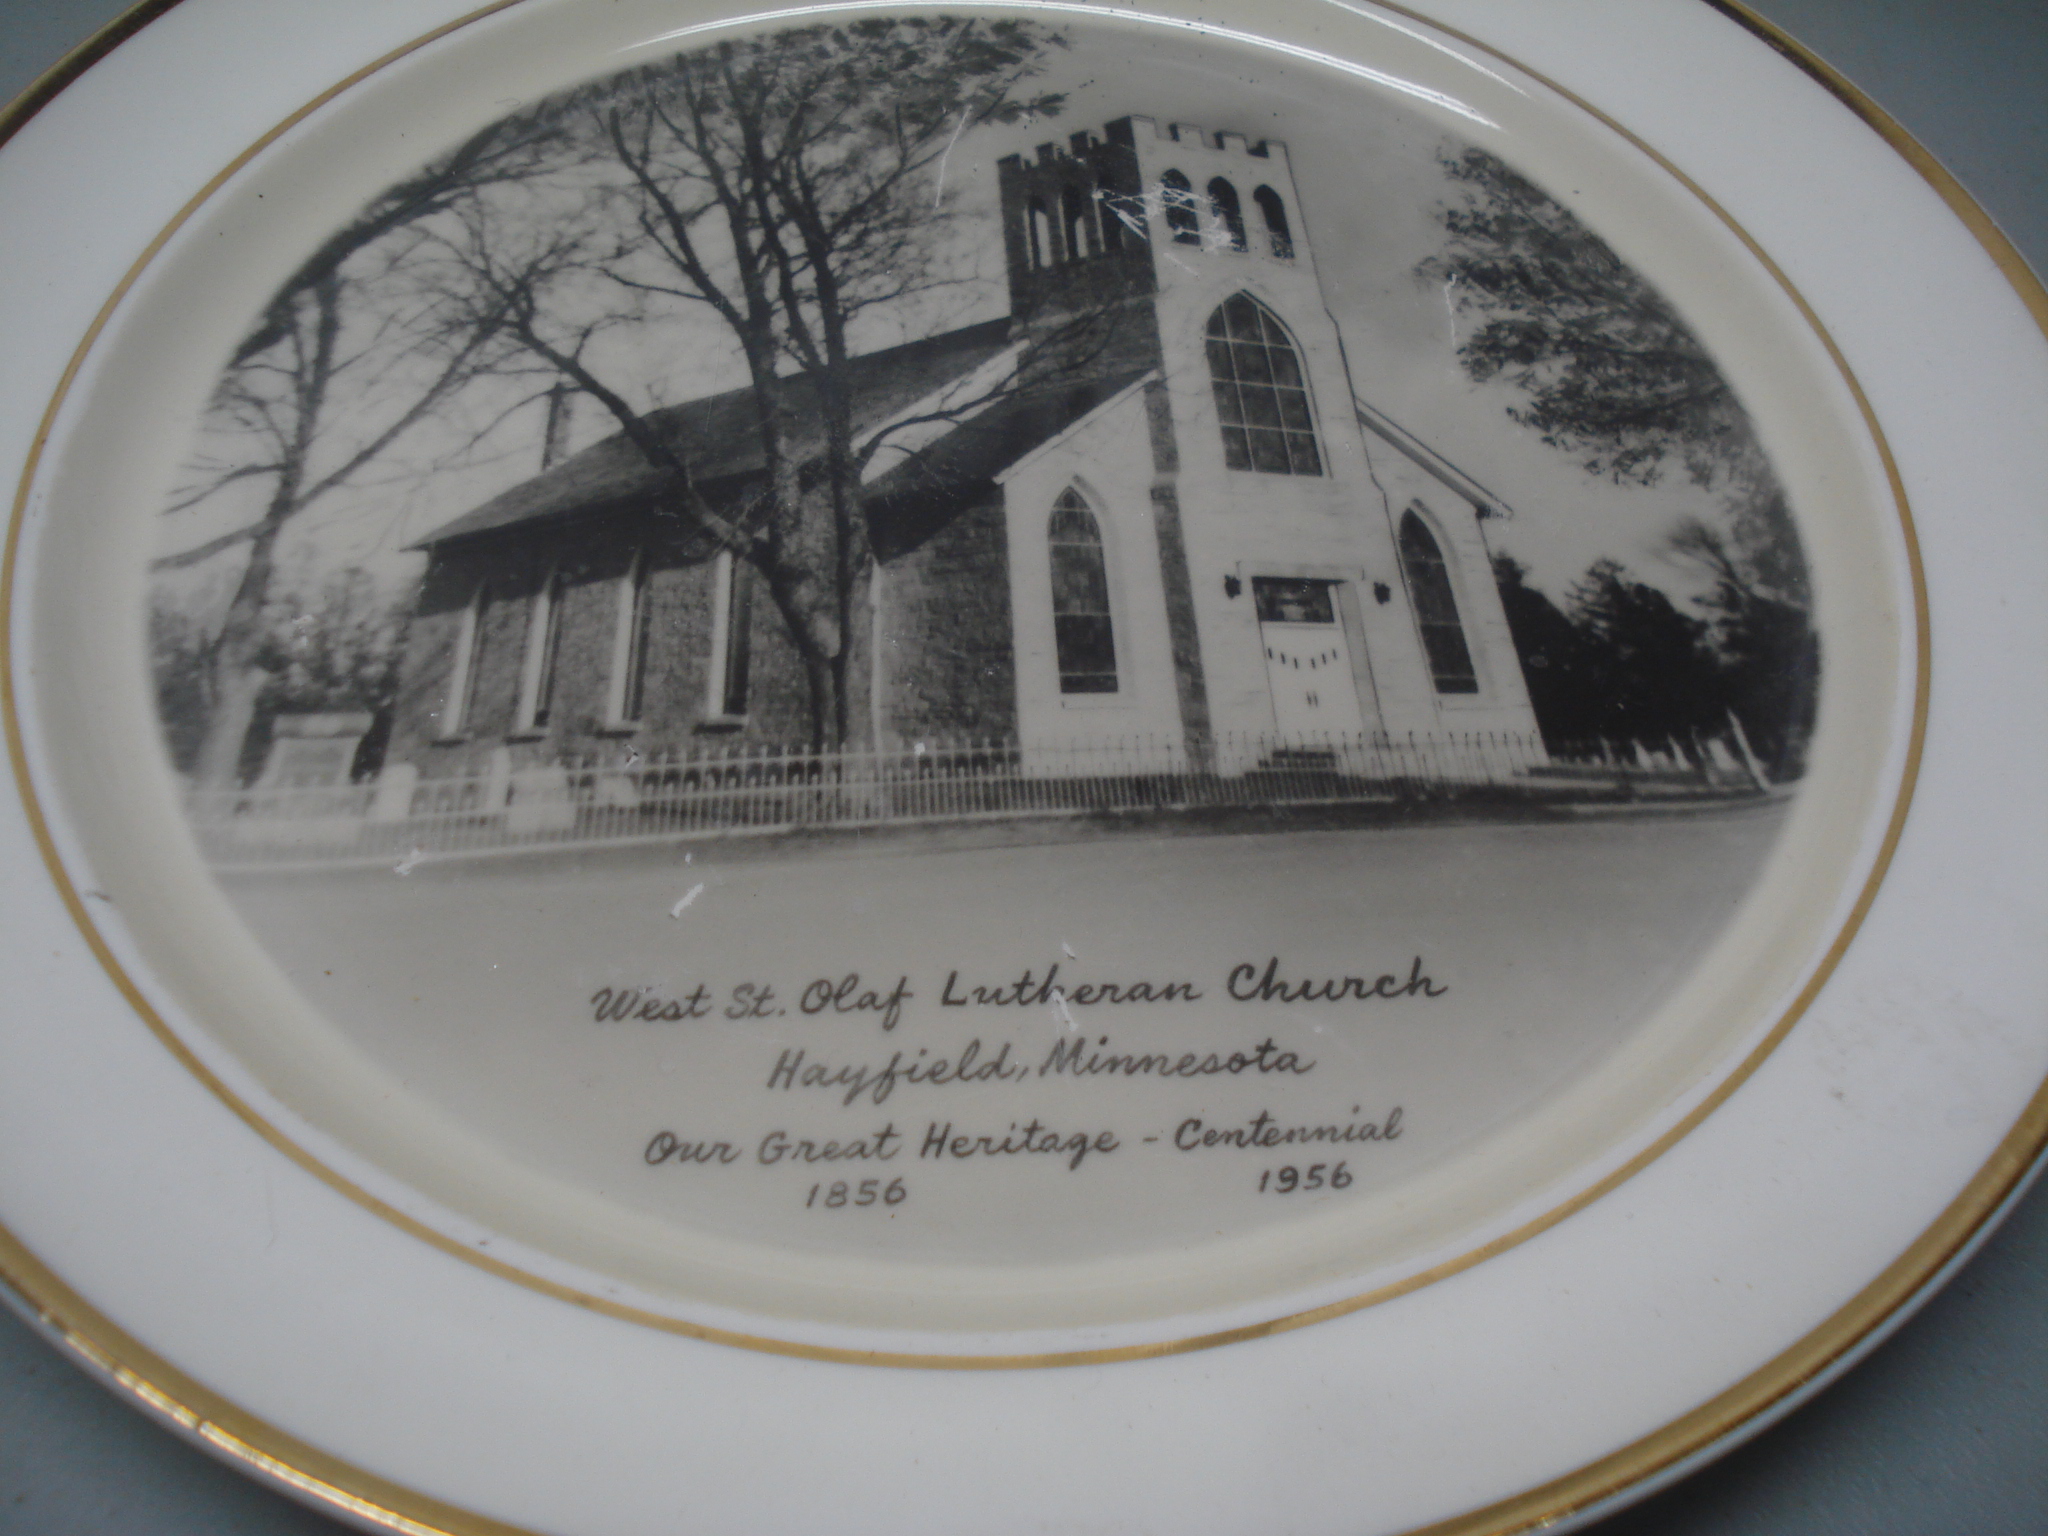 West St. Olaf Lutheran Church
Hayfield, Minnesota
Our Great Heritage - Centennial
1856 1956